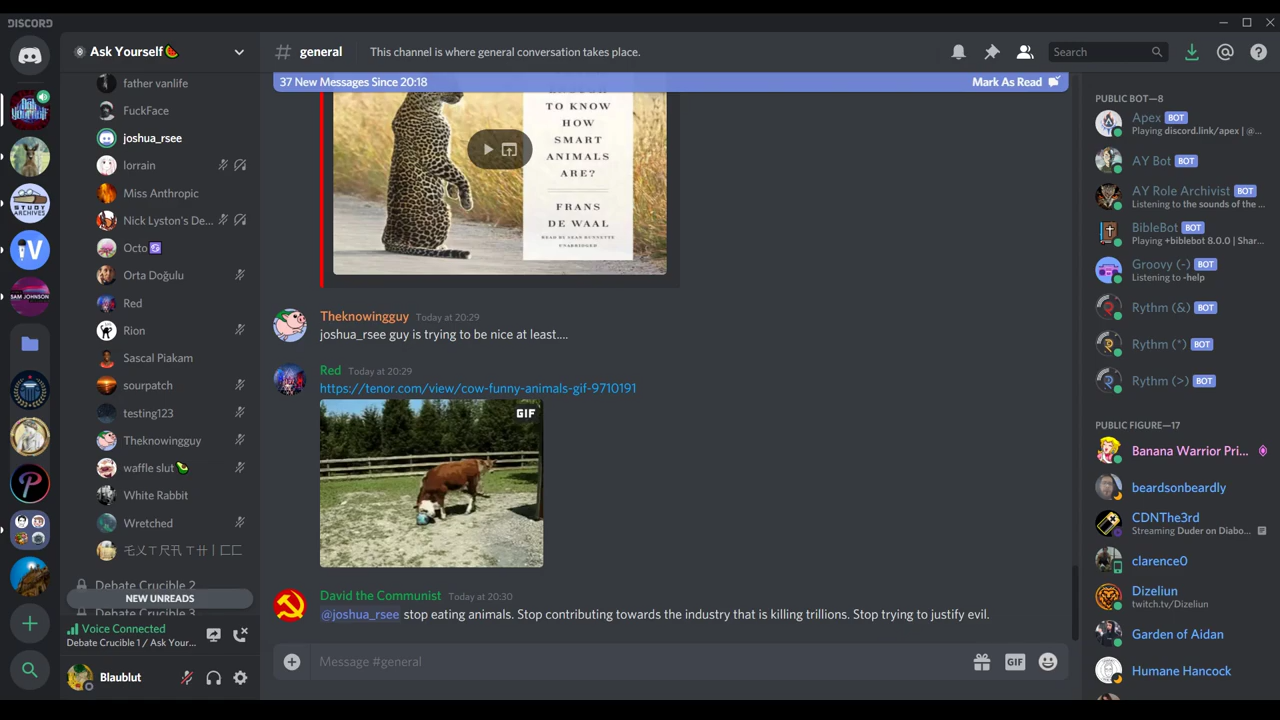 DISCORD
Ask Yourself🍉
father vanlife
FuckFace
joshua_rsee
lorrain
Miss Anthropic
Nick Lyston's De...
Octo
Orta Doğulu
Red
Rion
Sascal Piakam
sourpatch
testing123
Theknowingguy
waffle slut🥑
White Rabbit
Wretched
Debate Crucible 2
NEW UNREADS
Debate Crucible 3
Voice Connected
Debate Crucible 1 / Ask Your...
Blaublut
# general
This channel is where general conversation takes place.
Search
37 New Messages Since 20:18
Mark As Read
TO KNOW
HOW
SMART
ANIMALS
ARE?
FRANS
DE WAAL
READ BY SEAN RUNNETTE
UNABRIDGED
Theknowingguy Today at 20:29
joshua_rsee guy is trying to be nice at least....
Red Today at 20:29
https://tenor.com/view/cow-funny-animals-gif-9710191
GIF
David the Communist Today at 20:30
@joshua_rsee stop eating animals. Stop contributing towards the industry that is killing trillions. Stop trying to justify evil.
Message #general
GIF
PUBLIC BOT—8
Apex BOT
Playing discord.link/apex | @...
AY Bot BOT
AY Role Archivist BOT
Listening to the sounds of the ...
BibleBot BOT
Playing +biblebot 8.0.0 | Shar...
Groovy (-) BOT
Listening to -help
Rythm (&) BOT
Rythm (*) BOT
Rythm (>) BOT
PUBLIC FIGURE—17
Banana Warrior Pri...
beardsonbeardly
CDNThe3rd
Streaming Duder on Diabo...
clarence0
Dizeliun
twitch.tv/Dizeliun
Garden of Aidan
Humane Hancock